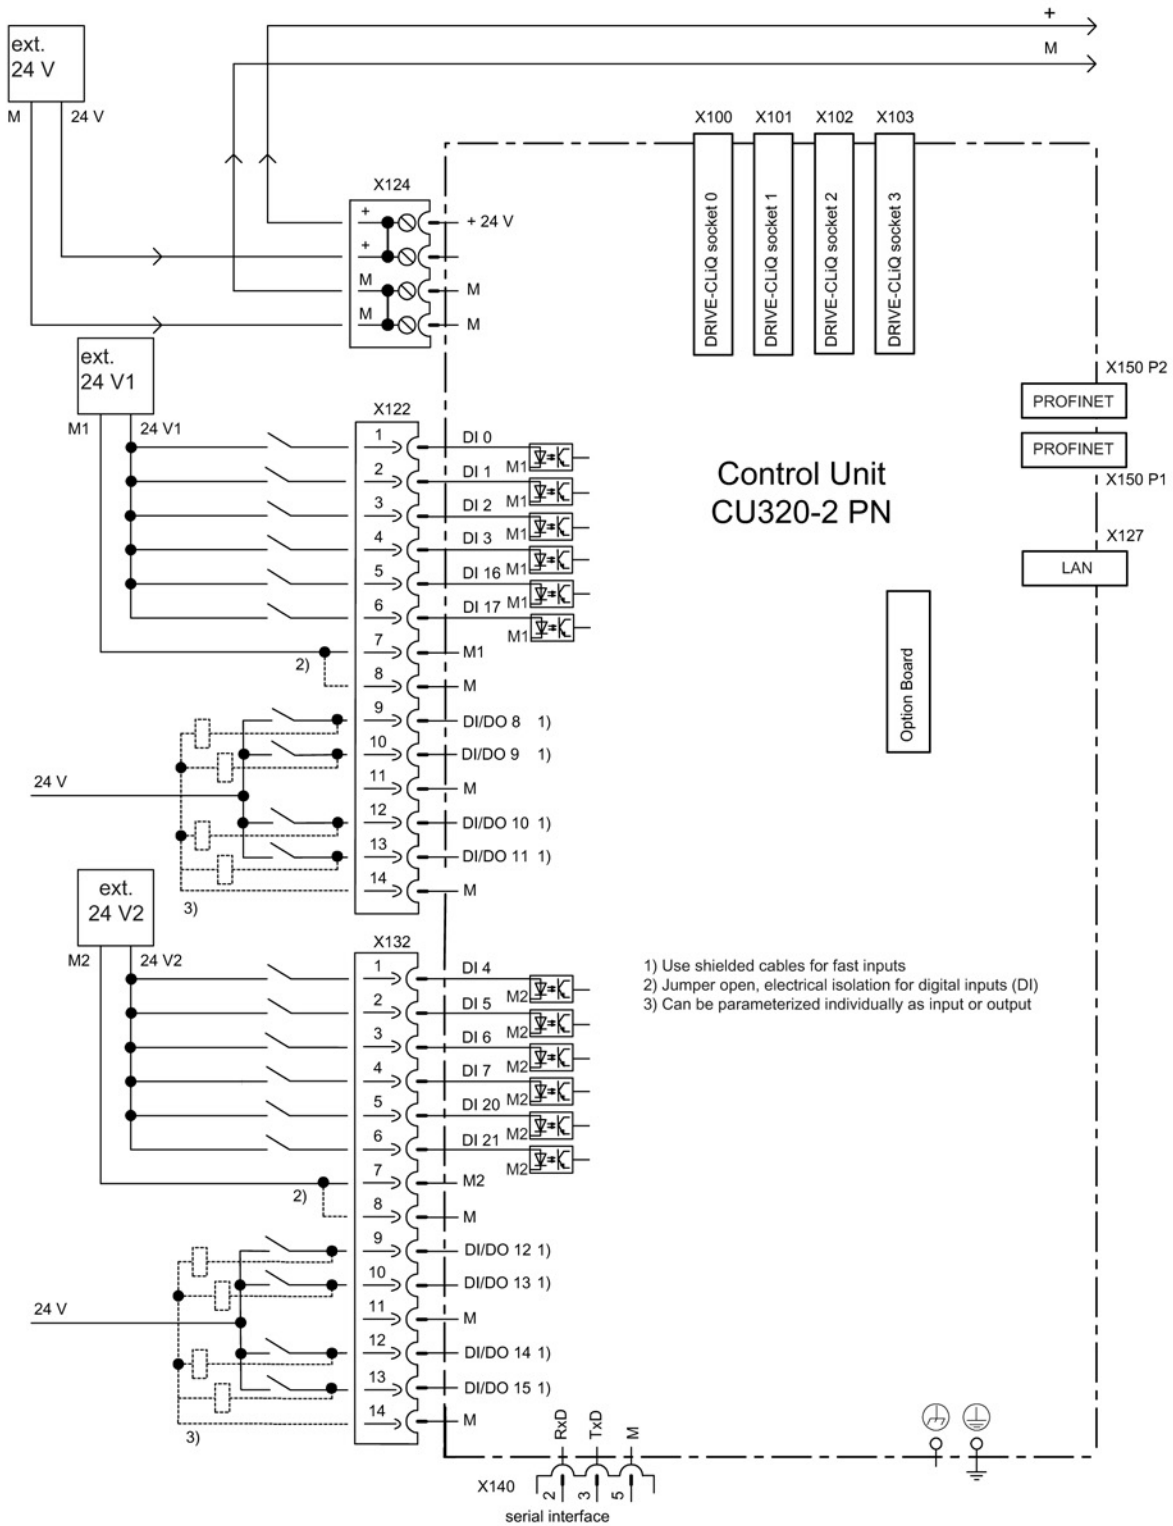 +
M
ext.
24 V
M 24 V
X100 X101 X102 X103
DRIVE-CLiQ socket 0
DRIVE-CLiQ socket 1
DRIVE-CLiQ socket 2
DRIVE-CLiQ socket 3
X124
+ + 24 V
+
M M
M M
ext.
24 V1
M1 24 V1
X122
1 DI 0 M1
2 DI 1 M1
3 DI 2 M1
4 DI 3 M1
5 DI 16 M1
6 DI 17 M1
2) 7 M1
8 M
9 DI/DO 8 1)
10 DI/DO 9 1)
24 V 11 M
12 DI/DO 10 1)
13 DI/DO 11 1)
3) 14 M
X150 P2
PROFINET
PROFINET
X150 P1
Control Unit
CU320-2 PN
X127
LAN
Option Board
ext.
24 V2
M2 24 V2
X132
1 DI 4 M2
2 DI 5 M2
3 DI 6 M2
4 DI 7 M2
5 DI 20 M2
6 DI 21 M2
2) 7 M2
8 M
9 DI/DO 12 1)
10 DI/DO 13 1)
24 V 11 M
12 DI/DO 14 1)
13 DI/DO 15 1)
3) 14 M
1) Use shielded cables for fast inputs
2) Jumper open, electrical isolation for digital inputs (DI)
3) Can be parameterized individually as input or output
RxD TxD M
X140 2 3 5
serial interface